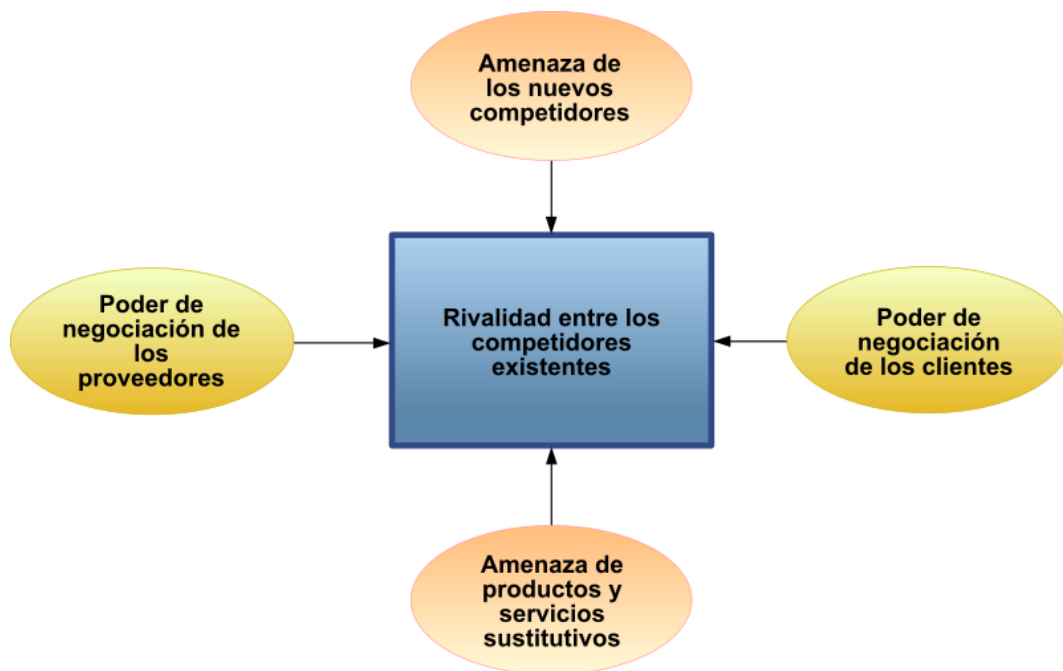 Amenaza de
los nuevos
competidores
Poder de
negociación de
los
proveedores
Rivalidad entre los
competidores
existentes
Poder de
negociación
de los clientes
Amenaza de
productos y
servicios
sustitutivos